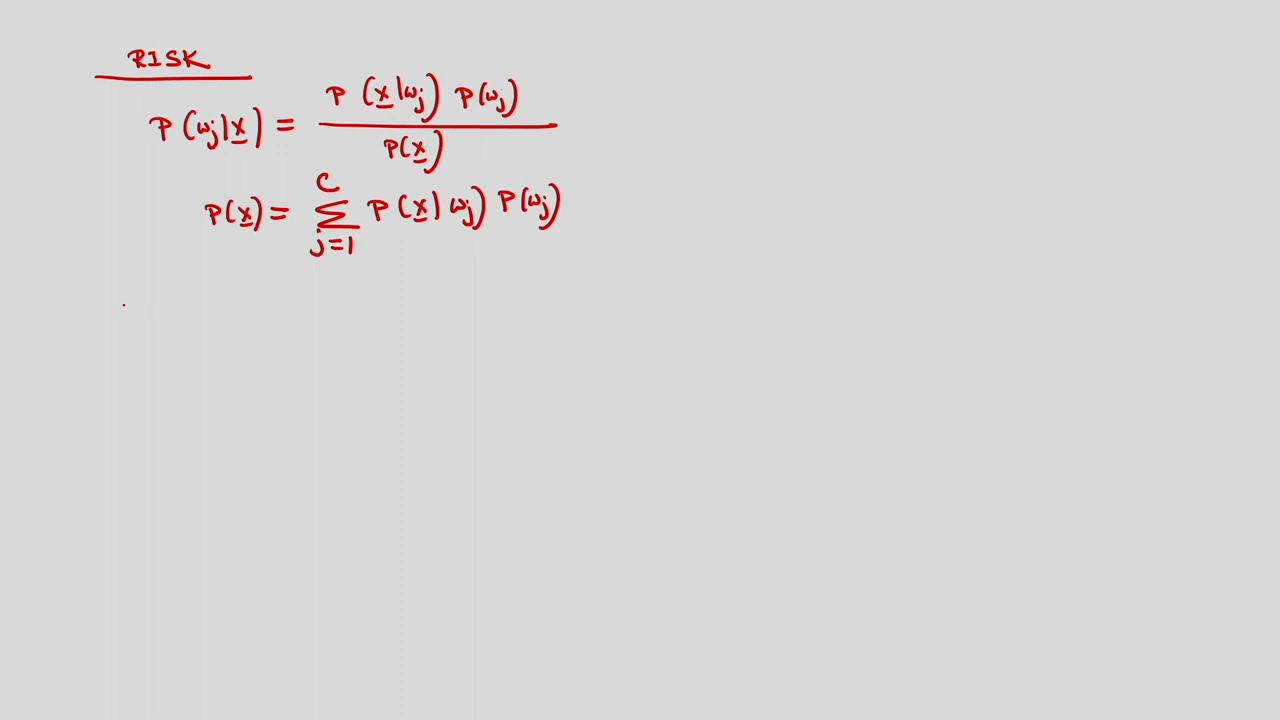 RISK
P(ωj|x) = P(x|ωj) P(ωj) / P(x)
P(x) = Σ_{j=1}^{C} P(x|ωj) P(ωj)